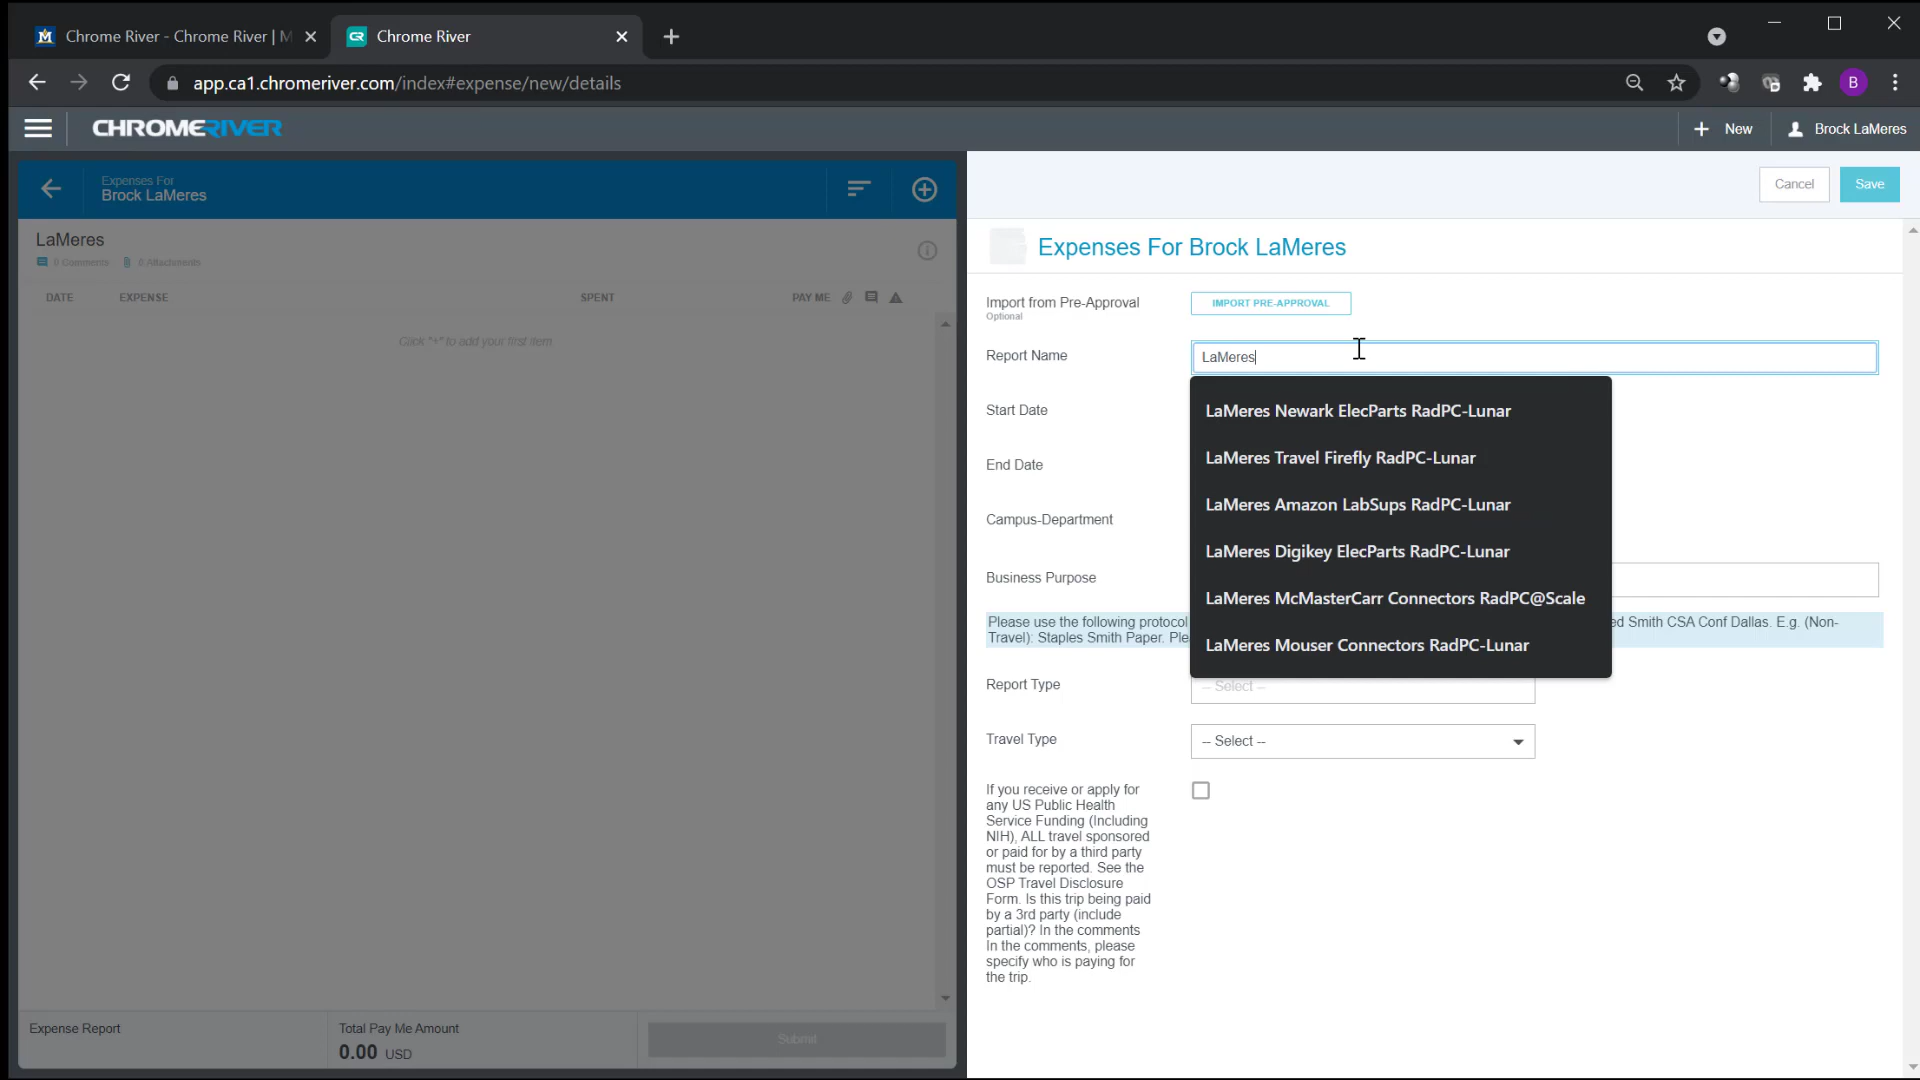 Chrome River - Chrome River | M
Chrome River
app.ca1.chromeriver.com/index#expense/new/details
B
CHROMERIVER
New
Brock LaMeres
Expenses For
Brock LaMeres
LaMeres
0 Comments
0 Attachments
DATE
EXPENSE
SPENT
PAY ME
Click "+" to add your first item
Expense Report
Total Pay Me Amount
0.00 USD
Submit
Cancel
Save
Expenses For Brock LaMeres
Import from Pre-Approval
Optional
IMPORT PRE-APPROVAL
Report Name
LaMeres
LaMeres Newark ElecParts RadPC-Lunar
LaMeres Travel Firefly RadPC-Lunar
LaMeres Amazon LabSups RadPC-Lunar
LaMeres Digikey ElecParts RadPC-Lunar
LaMeres McMasterCarr Connectors RadPC@Scale
LaMeres Mouser Connectors RadPC-Lunar
Start Date
End Date
Campus-Department
Business Purpose
Please use the following protocol
ed Smith CSA Conf Dallas. E.g. (Non-
Travel): Staples Smith Paper. Ple
Report Type
-- Select --
Travel Type
-- Select --
If you receive or apply for
any US Public Health
Service Funding (Including
NIH), ALL travel sponsored
or paid for by a third party
must be reported. See the
OSP Travel Disclosure
Form. Is this trip being paid
by a 3rd party (include
partial)? In the comments
In the comments, please
specify who is paying for
the trip.